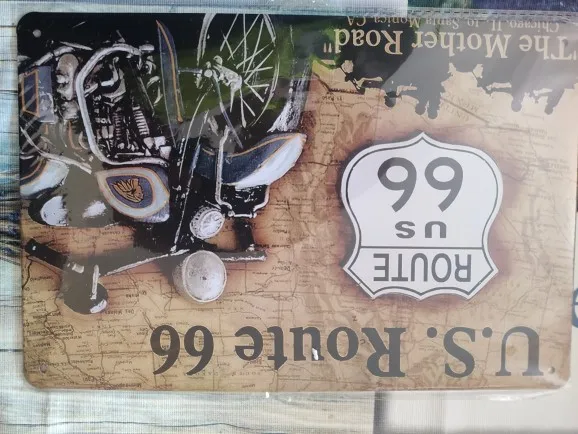 U.S. Route 66
ROUTE
US
66
"The Mother Road"
Chicago, IL. to Santa Monica, CA